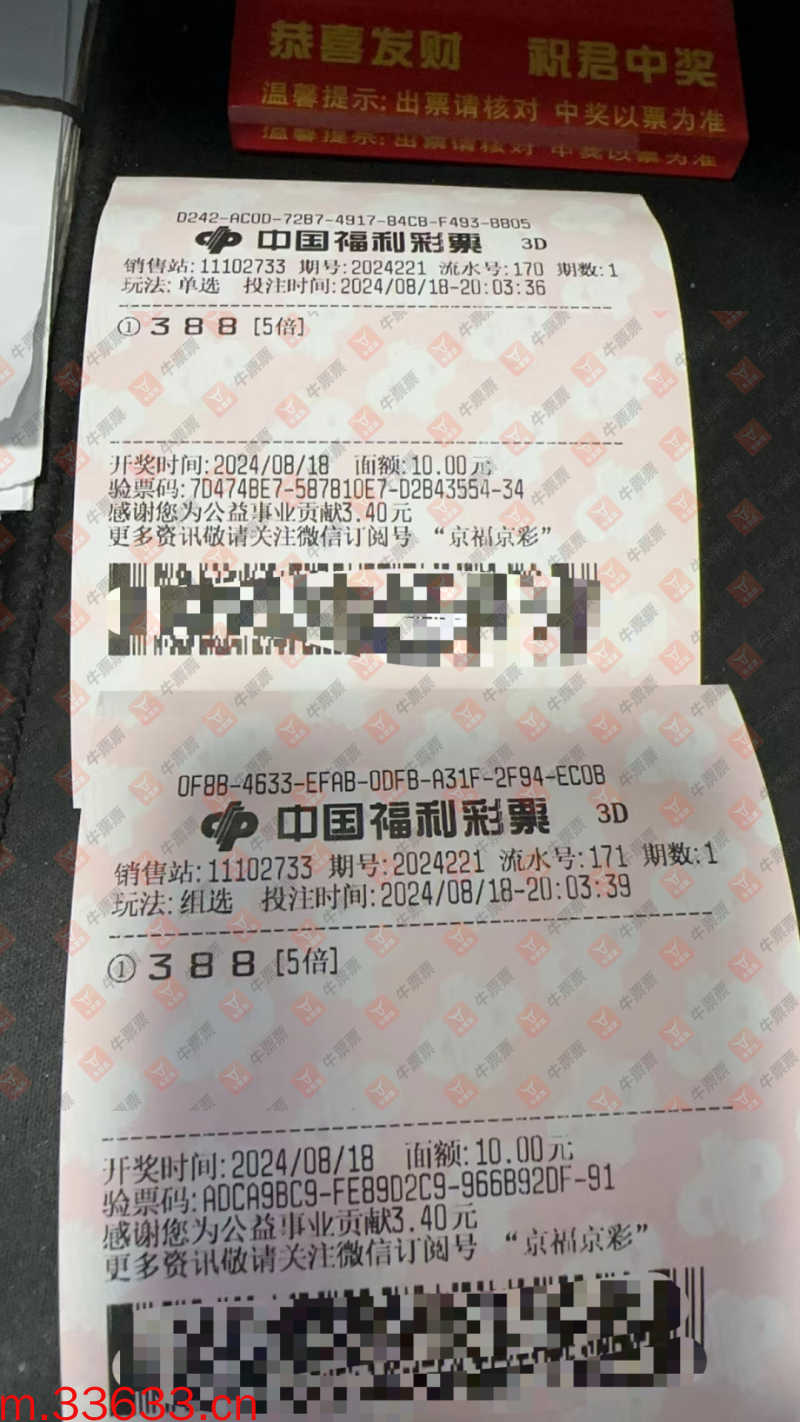 恭喜发财 祝君中奖
温馨提示:出票请核对 中奖以票为准
温馨提示:出票请核对 中奖以票为准
D242-AC0D-72B7-4917-84CB-F493-8805
中国福利彩票 3D
销售站:11102733 期号:2024221 流水号:170 期数:1
玩法:单选 投注时间:2024/08/18-20:03:36
① 3 8 8 [5倍]
开奖时间:2024/08/18 面额:10.00元
验票码:7D474BE7-5B7B10E7-D2B43554-34
感谢您为公益事业贡献3.40元
更多资讯敬请关注微信订阅号 “京福京彩”
0F8B-4633-EFAB-0DFB-A31F-2F94-EC0B
中国福利彩票 3D
销售站:11102733 期号:2024221 流水号:171 期数:1
玩法:组选 投注时间:2024/08/18-20:03:39
① 3 8 8 [5倍]
开奖时间:2024/08/18 面额:10.00元
验票码:ADCA9BC9-FE89D2C9-966B92DF-91
感谢您为公益事业贡献3.40元
更多资讯敬请关注微信订阅号 “京福京彩”
牛票票
m.33633.cn